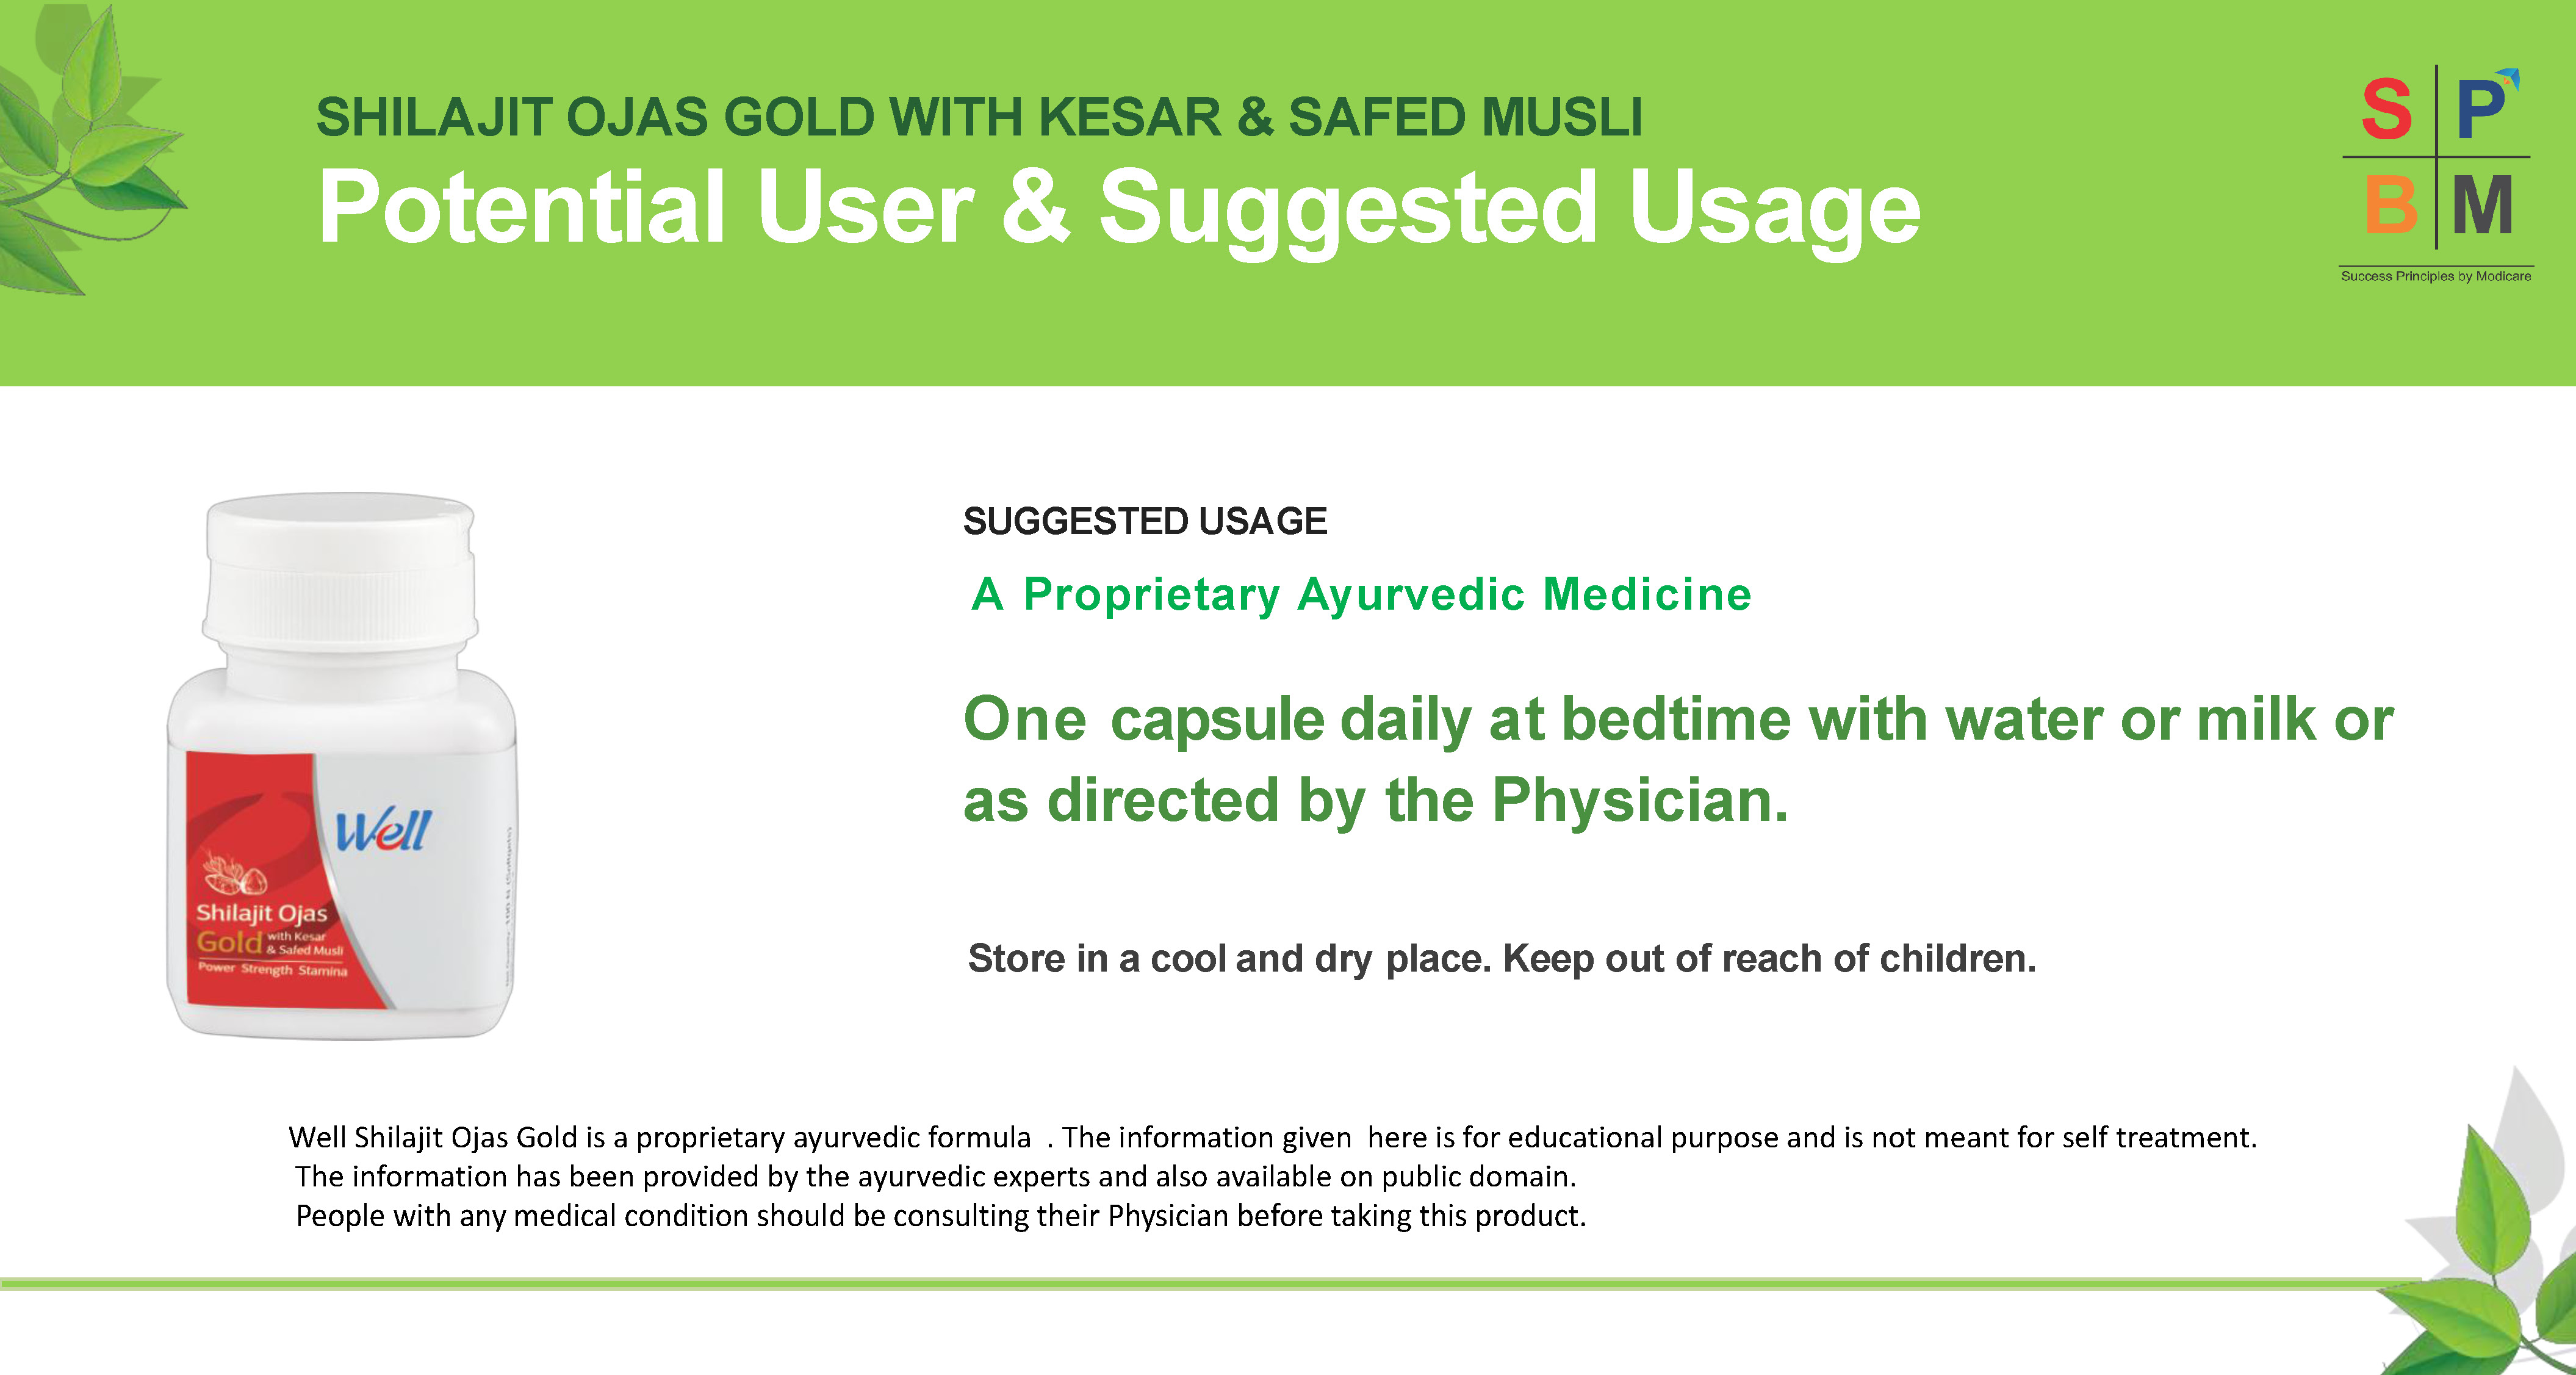 SHILAJIT OJAS GOLD WITH KESAR & SAFED MUSLI
Potential User & Suggested Usage
S P
B M
Success Principles by Modicare
SUGGESTED USAGE
A Proprietary Ayurvedic Medicine
One capsule daily at bedtime with water or milk or
as directed by the Physician.
Store in a cool and dry place. Keep out of reach of children.
Well
Shilajit Ojas
Gold with Kesar
& Safed Musli
Power Strength Stamina
Well Shilajit Ojas Gold is a proprietary ayurvedic formula . The information given here is for educational purpose and is not meant for self treatment.
The information has been provided by the ayurvedic experts and also available on public domain.
People with any medical condition should be consulting their Physician before taking this product.